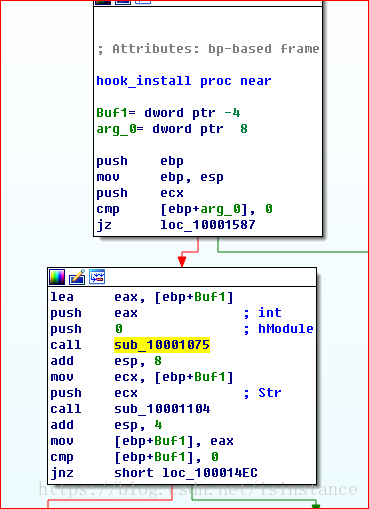 ; Attributes: bp-based frame
hook_install proc near
Buf1= dword ptr -4
arg_0= dword ptr  8
push    ebp
mov     ebp, esp
push    ecx
cmp     [ebp+arg_0], 0
jz      loc_10001587
lea     eax, [ebp+Buf1]
push    eax             ; int
push    0               ; hModule
call    sub_10001075
add     esp, 8
mov     ecx, [ebp+Buf1]
push    ecx             ; Str
call    sub_10001104
add     esp, 4
mov     [ebp+Buf1], eax
cmp     [ebp+Buf1], 0
jnz     short loc_100014EC
https://blog.csdn.net/isinstance